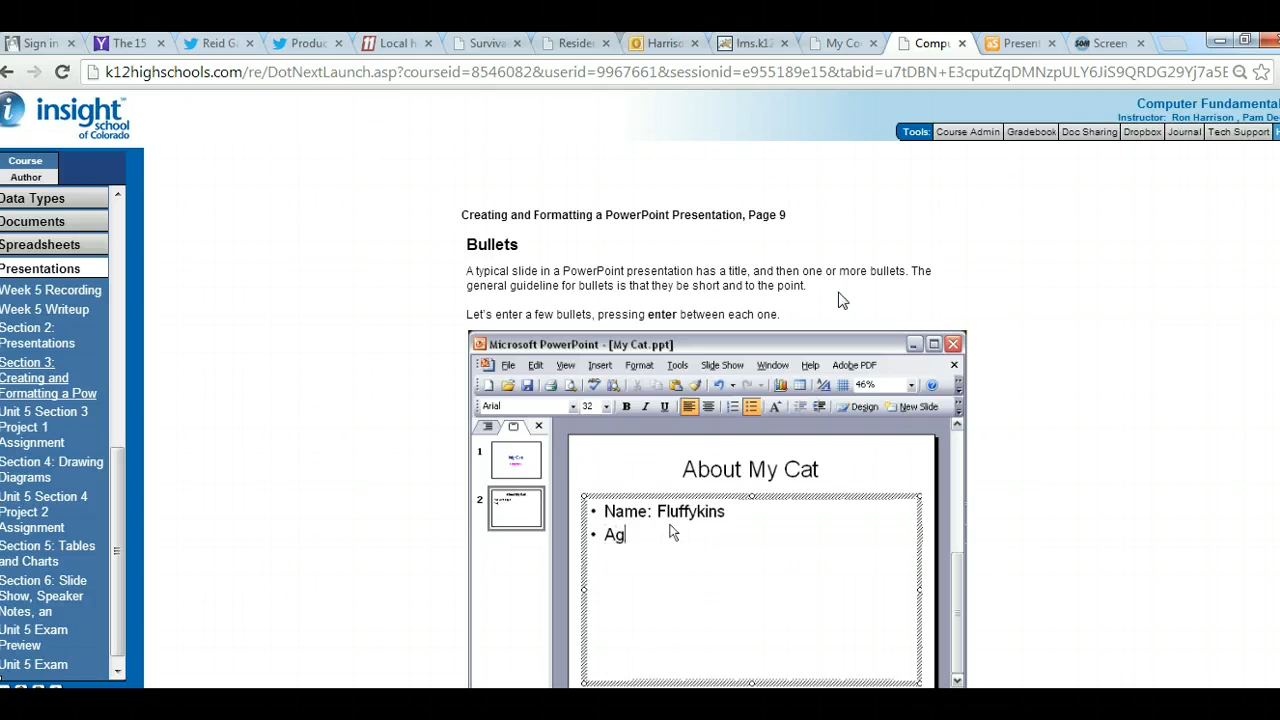 Sign in
The 15
Reid G
Produc
Local h
Surviva
Reside
Harriso
lms.k12
My Co
Compu
Present
Screen
k12highschools.com/re/DotNextLaunch.asp?courseid=8546082&userid=9967661&sessionid=e955189e15&tabid=u7tDBN+E3cputZqDMNzpULY6JiS9QRDG29Yj7a5E
insight
school
of Colorado
Computer Fundamenta
Instructor: Ron Harrison , Pam De
Tools: Course Admin Gradebook Doc Sharing Dropbox Journal Tech Support H
Course
Author
Data Types
Documents
Spreadsheets
Presentations
Week 5 Recording
Week 5 Writeup
Section 2:
Presentations
Section 3:
Creating and
Formatting a Pow
Unit 5 Section 3
Project 1
Assignment
Section 4: Drawing
Diagrams
Unit 5 Section 4
Project 2
Assignment
Section 5: Tables
and Charts
Section 6: Slide
Show, Speaker
Notes, an
Unit 5 Exam
Preview
Unit 5 Exam
Creating and Formatting a PowerPoint Presentation, Page 9
Bullets
A typical slide in a PowerPoint presentation has a title, and then one or more bullets. The
general guideline for bullets is that they be short and to the point.
Let's enter a few bullets, pressing enter between each one.
Microsoft PowerPoint - [My Cat.ppt]
File Edit View Insert Format Tools Slide Show Window Help Adobe PDF
46%
Arial 32 B I U A Design New Slide
1
My Cat
2
About My Cat
About My Cat
• Name: Fluffykins
• Ag